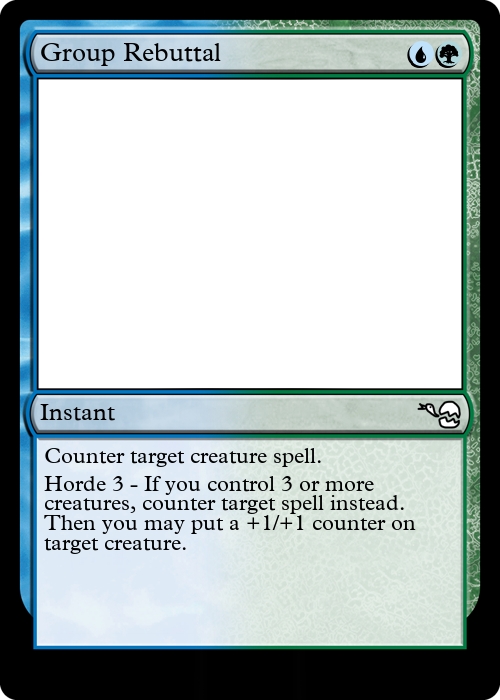 Group Rebuttal
Instant
Counter target creature spell.
Horde 3 - If you control 3 or more
creatures, counter target spell instead.
Then you may put a +1/+1 counter on
target creature.